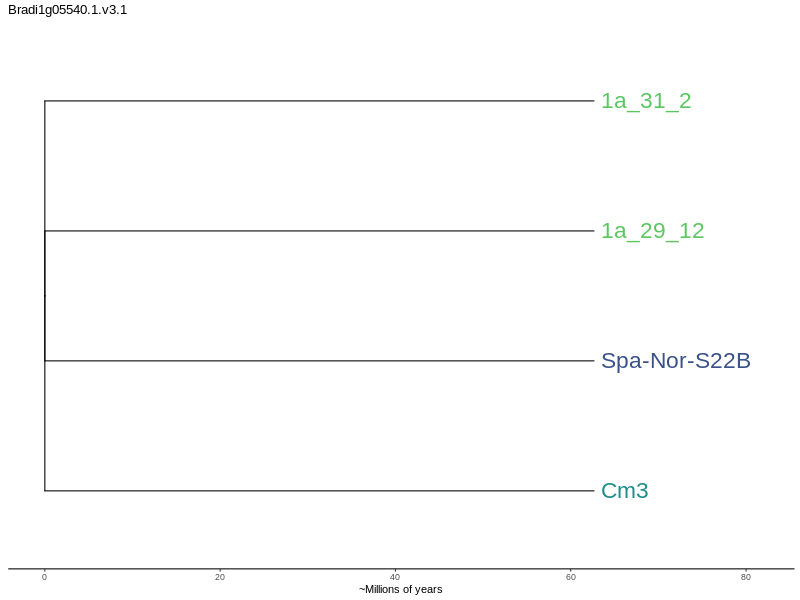 Bradi1g05540.1.v3.1
1a_31_2
1a_29_12
Spa-Nor-S22B
Cm3
0 20 40 60 80
~Millions of years